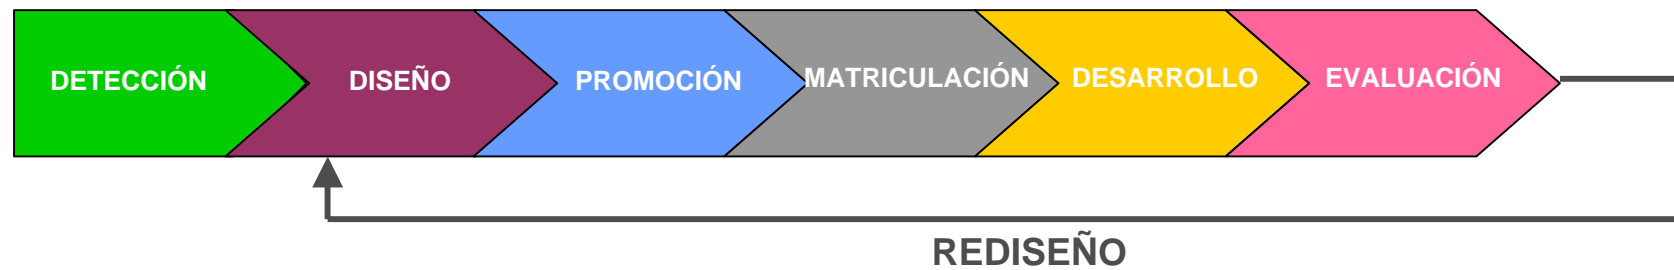 DETECCIÓN
DISEÑO
PROMOCIÓN
MATRICULACIÓN
DESARROLLO
EVALUACIÓN
REDISEÑO